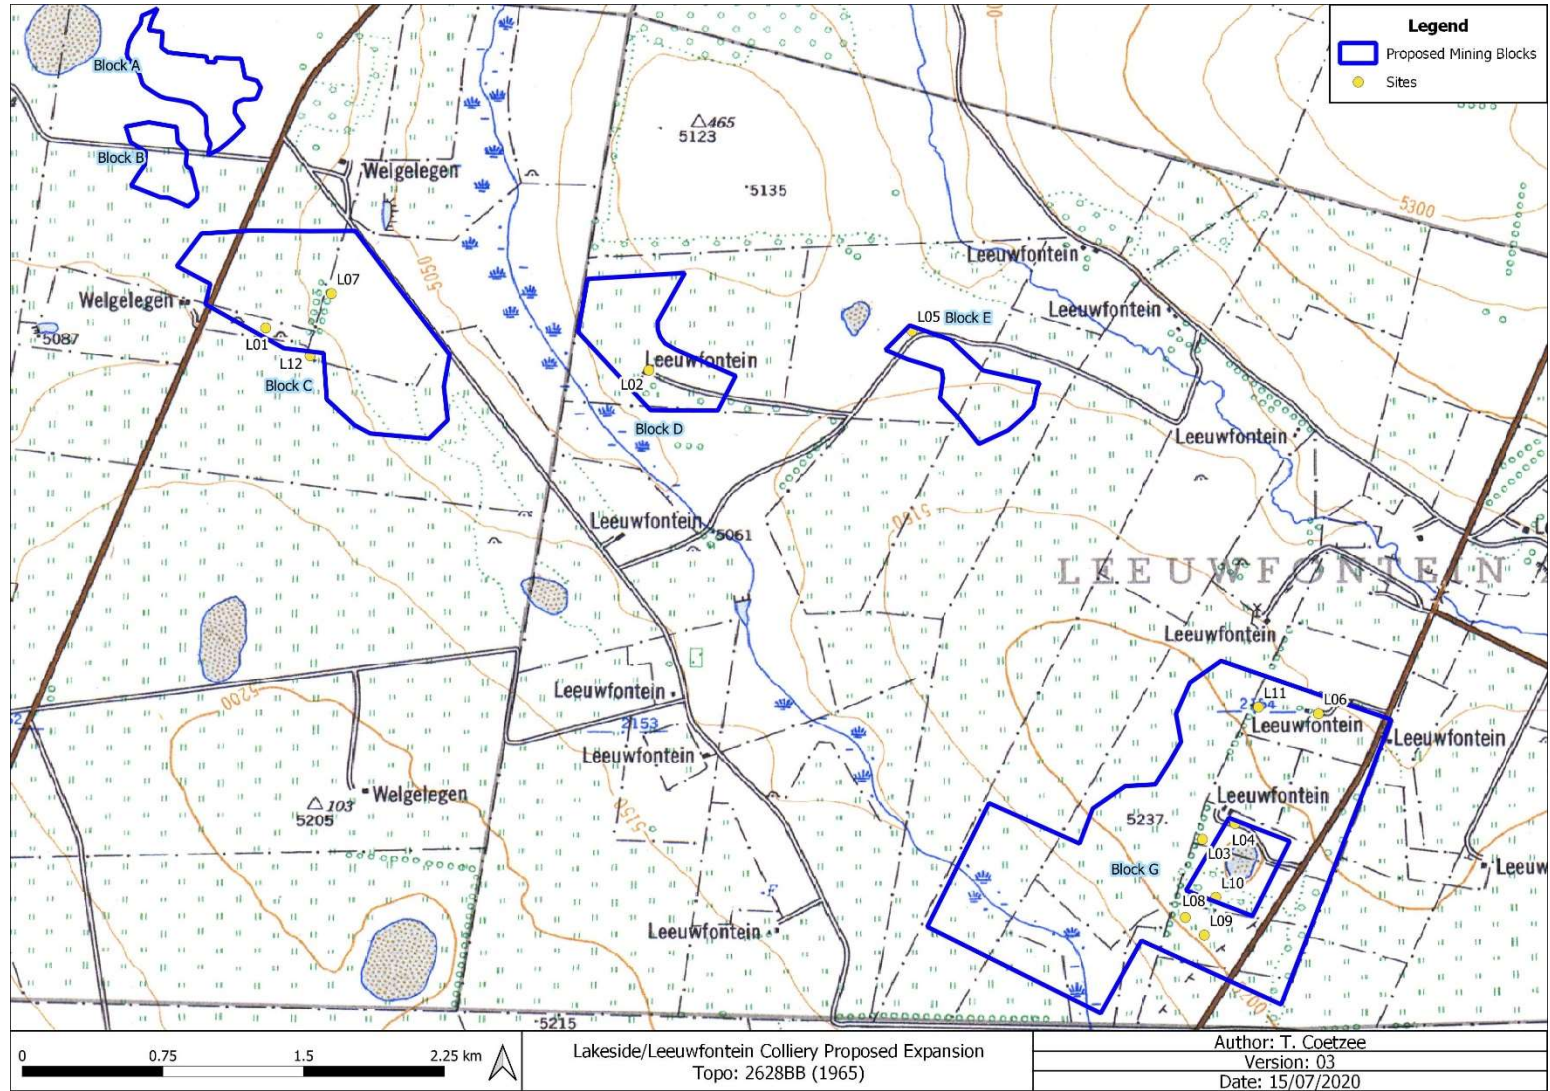 Legend
Proposed Mining Blocks
Sites
Block A
465
5123
Block B
Welgelegen
5135
5300
Leeuwfontein
5050
L07
Welgelegen
Leeuwfontein
5087
L01
L12
Block C
L05
Block E
Leeuwfontein
L02
Block D
Leeuwfontein
5100
Leeuwfontein
5061
LEEUWFONTEIN
Leeuwfontein
5200
Leeuwfontein
2153
L11
L06
Leeuwfontein
Leeuwfontein
Leeuwfontein
Welgelegen
103
5205
5150
Leeuwfontein
5237
L04
L03
Block G
L10
L08
L09
Leeuw
Leeuwfontein
5200
5215
0
0.75
1.5
2.25 km
Lakeside/Leeuwfontein Colliery Proposed Expansion
Topo: 2628BB (1965)
Author: T. Coetzee
Version: 03
Date: 15/07/2020